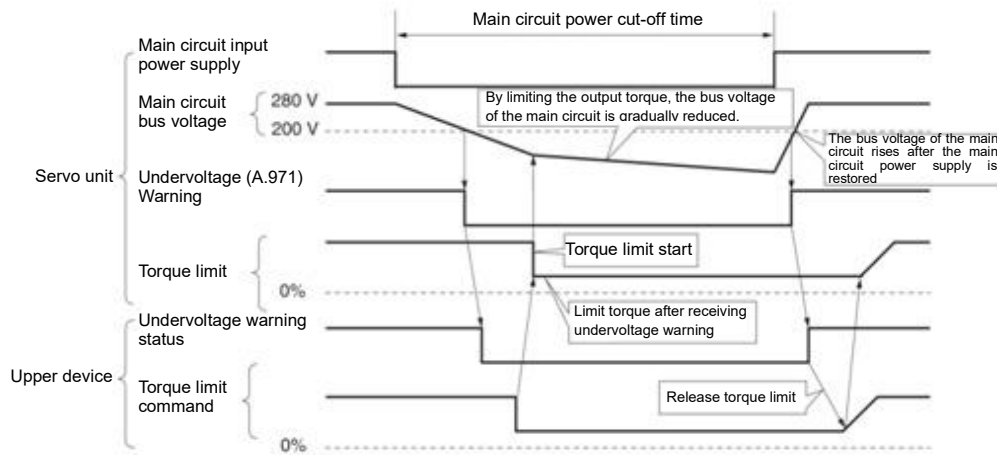 Main circuit power cut-off time
Main circuit input
power supply
Main circuit
bus voltage
280 V
200 V
By limiting the output torque, the bus voltage
of the main circuit is gradually reduced.
The bus voltage of the main
circuit rises after the main
circuit power supply is
restored
Servo unit
Undervoltage (A.971)
Warning
Torque limit start
Torque limit
0%
Limit torque after receiving
undervoltage warning
Undervoltage warning
status
Upper device
Torque limit
command
Release torque limit
0%